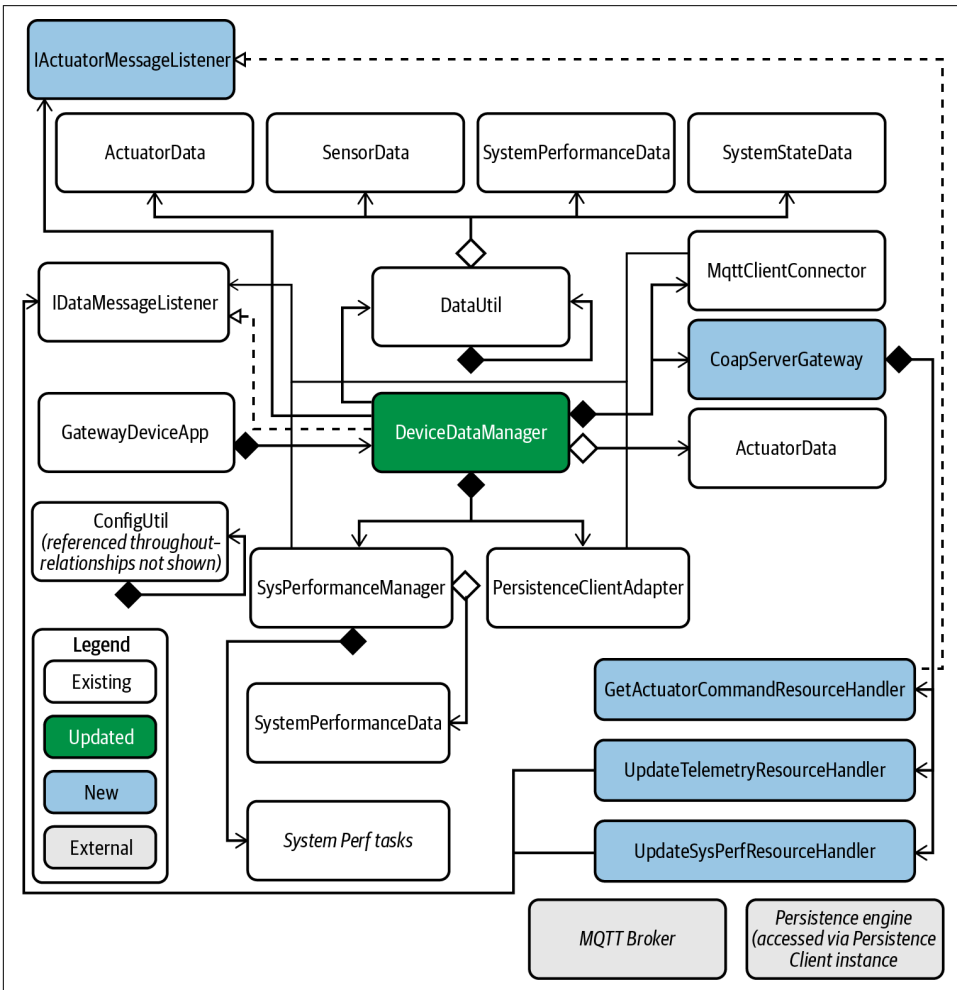 IActuatorMessageListener
ActuatorData
SensorData
SystemPerformanceData
SystemStateData
IDataMessageListener
DataUtil
MqttClientConnector
CoapServerGateway
GatewayDeviceApp
DeviceDataManager
ActuatorData
ConfigUtil
(referenced throughout–
relationships not shown)
SysPerformanceManager
PersistenceClientAdapter
Legend
Existing
Updated
New
External
SystemPerformanceData
System Perf tasks
GetActuatorCommandResourceHandler
UpdateTelemetryResourceHandler
UpdateSysPerfResourceHandler
MQTT Broker
Persistence engine
(accessed via Persistence
Client instance